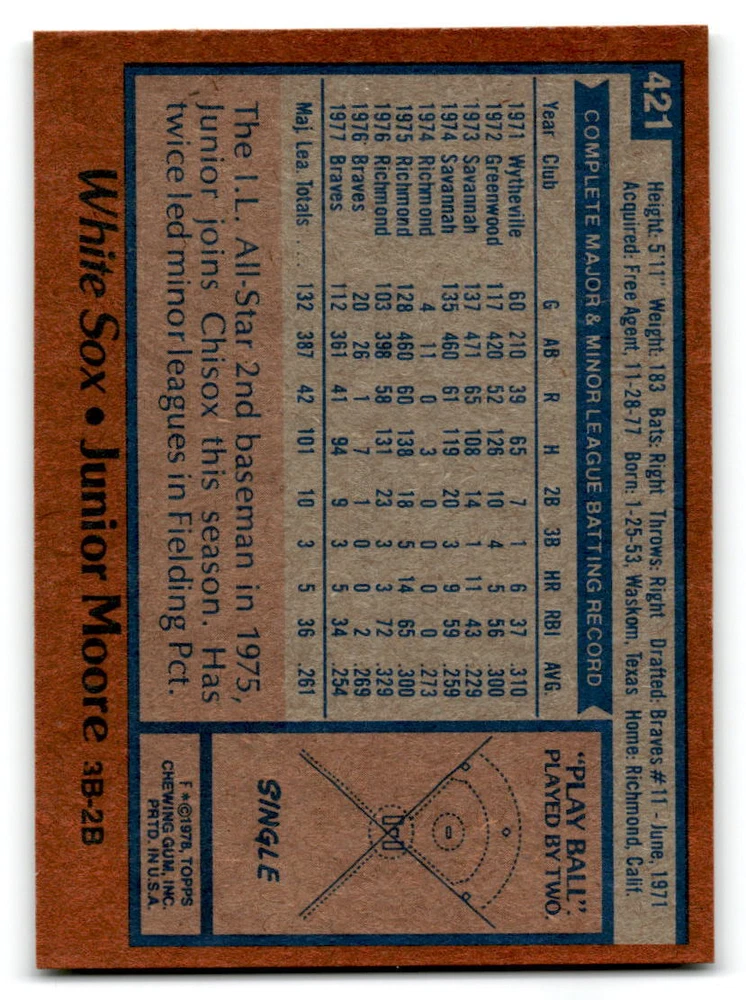 421
Height: 5'11" Weight: 183 Bats: Right Throws: Right Drafted: Braves #11 - June, 1971
Acquired: Free Agent, 11-28-77 Born: 1-25-53, Waskom, Texas Home: Richmond, Calif.
COMPLETE MAJOR & MINOR LEAGUE BATTING RECORD
Year Club G AB R H 2B 3B HR RBI AVG.
1971 Wytheville 60 210 39 65 7 1 6 37 .310
1972 Greenwood 117 420 52 126 10 4 5 56 .300
1973 Savannah 137 471 65 108 14 1 11 43 .229
1974 Savannah 135 460 61 119 20 3 9 59 .259
1974 Richmond 4 11 0 3 0 0 0 0 .273
1975 Richmond 128 460 60 138 18 5 14 65 .300
1976 Richmond 103 398 58 131 23 3 3 72 .329
1976 Braves 20 26 1 7 1 0 0 2 .269
1977 Braves 112 361 41 94 9 3 5 34 .254
Maj. Lea. Totals .... 132 387 42 101 10 3 5 36 .261
The I.L. All-Star 2nd baseman in 1975,
Junior joins Chisox this season. Has
twice led minor leagues in Fielding Pct.
"PLAY BALL"
PLAYED BY TWO.
SINGLE
F *©1978, TOPPS
CHEWING GUM, INC.
PRTD. IN U.S.A.
White Sox • Junior Moore 3B-2B